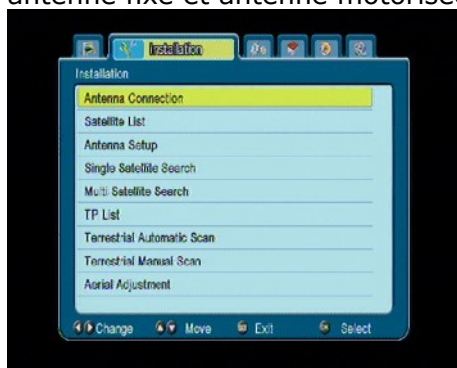 antenne fixe et antenne motorisée
Installation
Installation
Antenna Connection
Satellite List
Antenna Setup
Single Satellite Search
Multi Satellite Search
TP List
Terrestrial Automatic Scan
Terrestrial Manual Scan
Aerial Adjustment
Change Move Exit Select